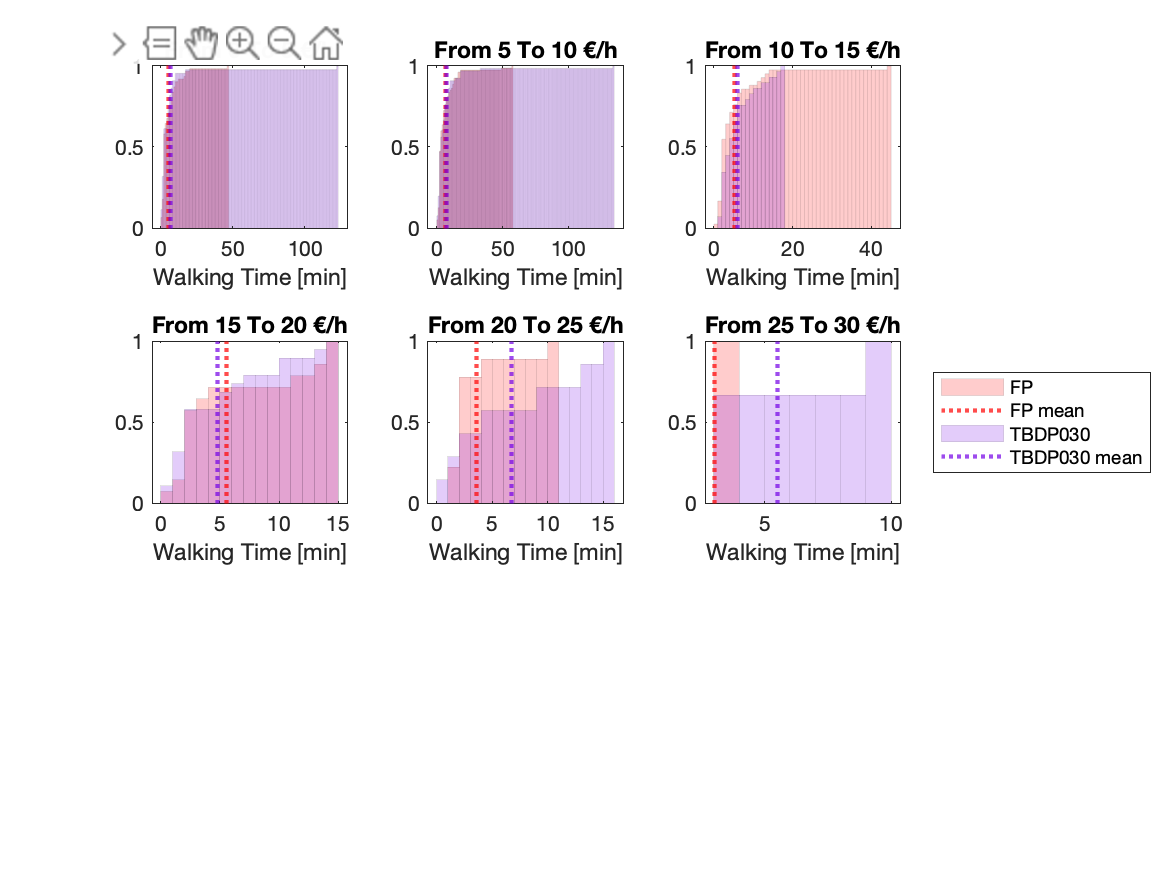 From 5 To 10 €/h
From 10 To 15 €/h
1
0.5
0
0 50 100
Walking Time [min]
1
0.5
0
0 50 100
Walking Time [min]
1
0.5
0
0 20 40
Walking Time [min]
From 15 To 20 €/h
1
0.5
0
0 5 10 15
Walking Time [min]
From 20 To 25 €/h
1
0.5
0
0 5 10 15
Walking Time [min]
From 25 To 30 €/h
1
0.5
0
5 10
Walking Time [min]
FP
FP mean
TBDP030
TBDP030 mean